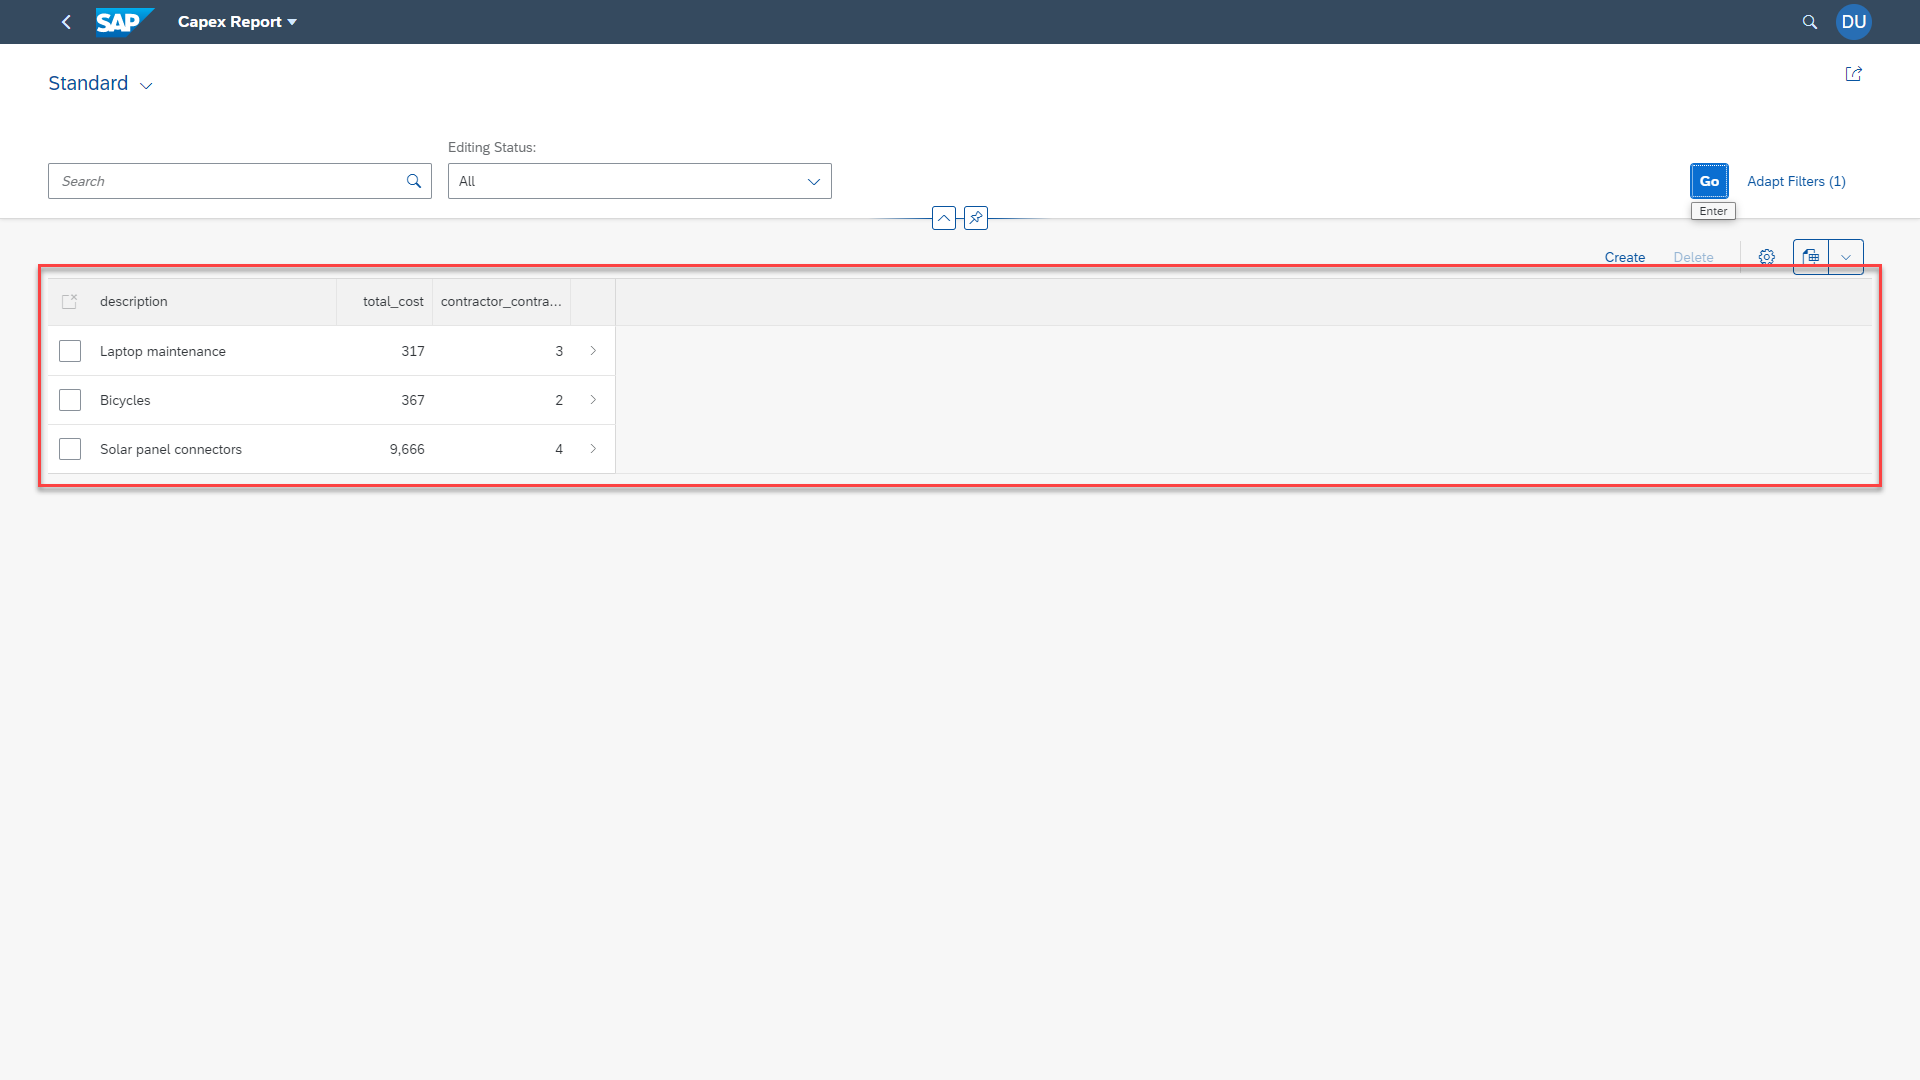 SAP Capex Report DU
Standard
Editing Status:
Search All Go Adapt Filters (1)
Enter
Create Delete
description total_cost contractor_contra...
Laptop maintenance 317 3
Bicycles 367 2
Solar panel connectors 9,666 4